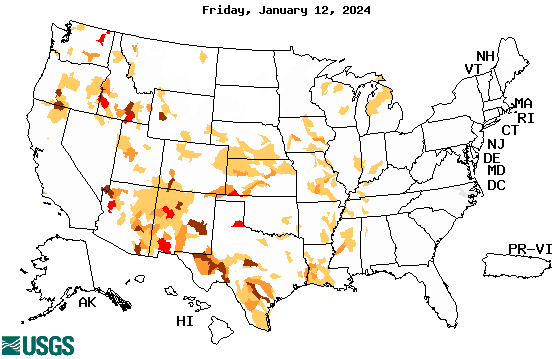 Friday, January 12, 2024
NH
VT
MA
RI
CT
NJ
DE
MD
DC
PR-VI
AK
HI
USGS